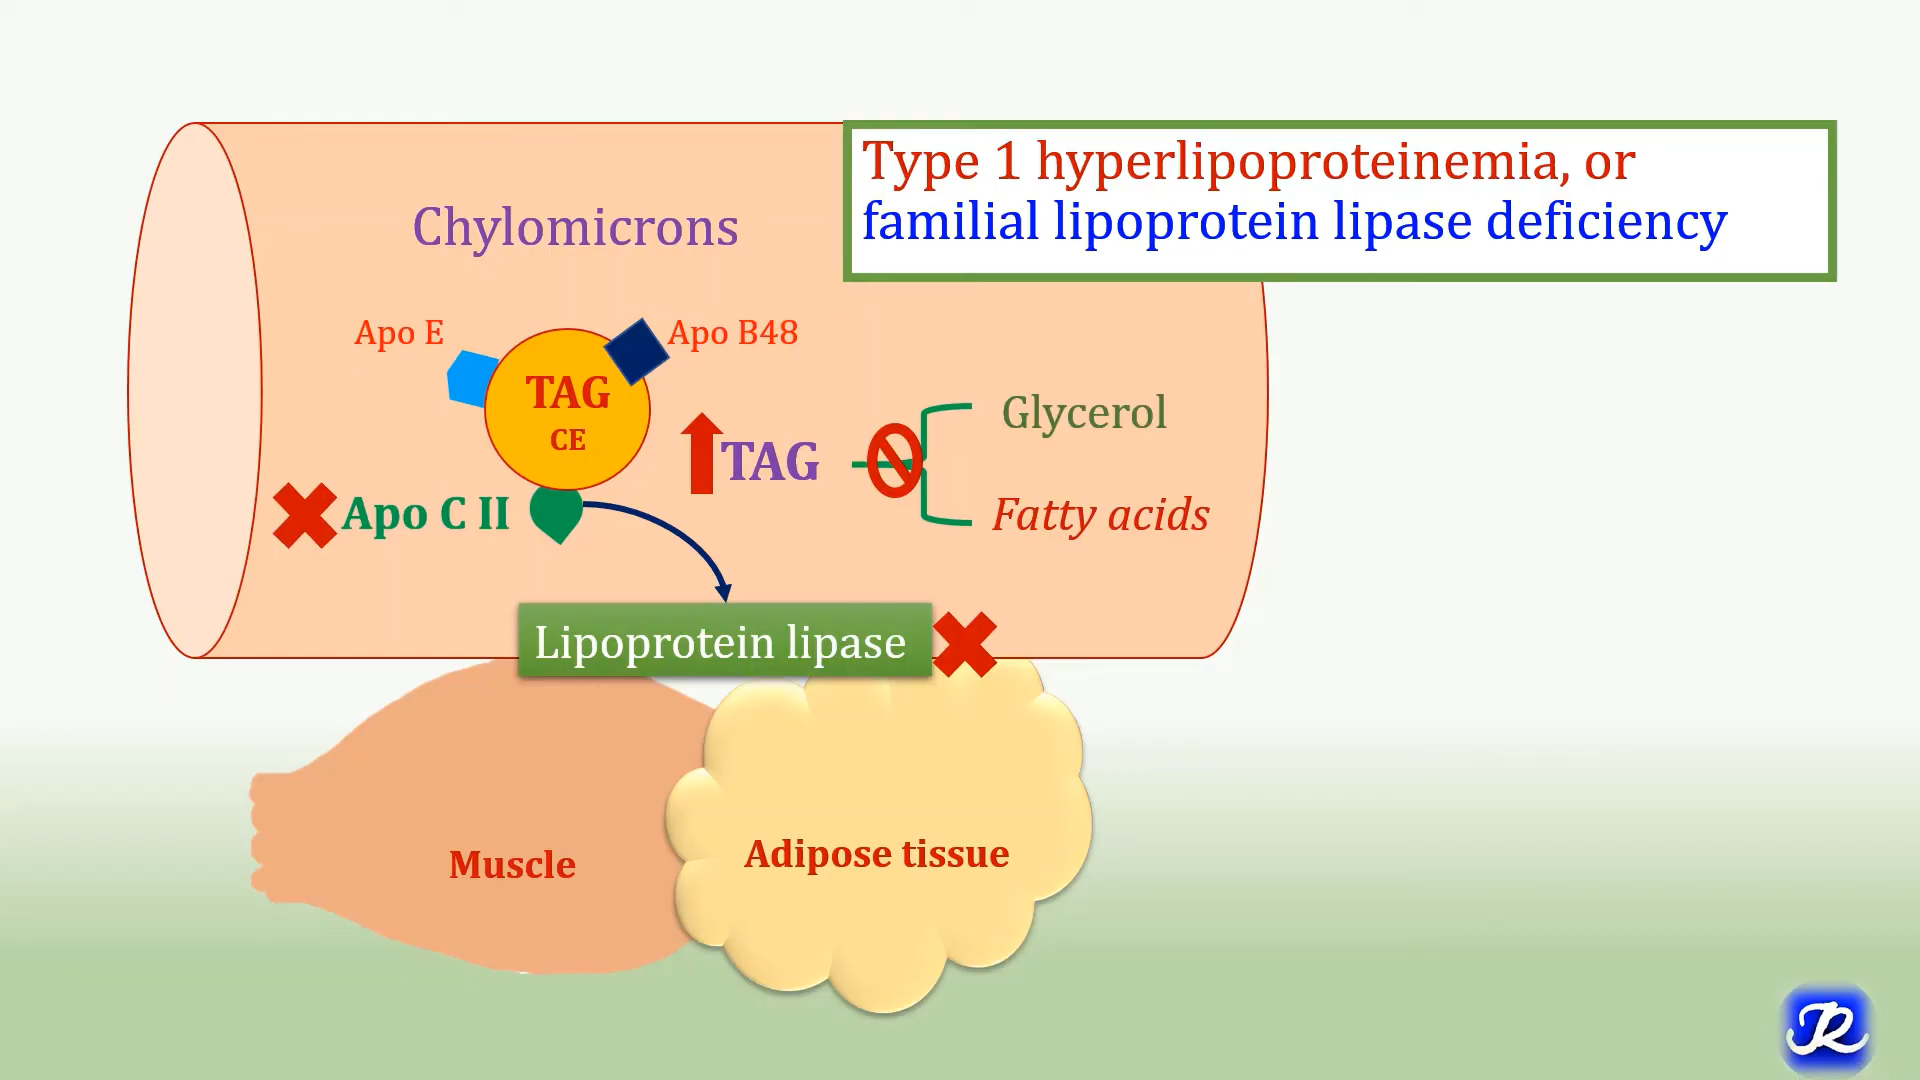 Type 1 hyperlipoproteinemia, or
familial lipoprotein lipase deficiency
Chylomicrons
Apo E
Apo B48
TAG
CE
TAG
Glycerol
Fatty acids
Apo C II
Lipoprotein lipase
Muscle
Adipose tissue